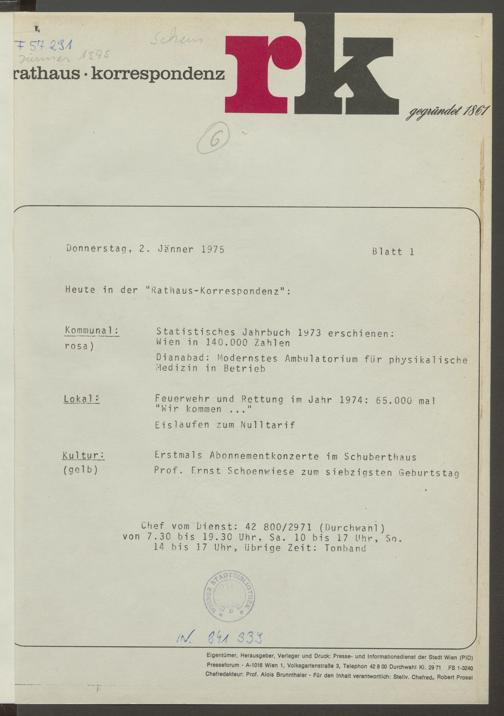 F 57 291
Jänner 1975
rathaus · korrespondenz
rk
gegründet 1861
6
Donnerstag, 2. Jänner 1975 Blatt 1
Heute in der "Rathaus-Korrespondenz":
Kommunal: Statistisches Jahrbuch 1973 erschienen:
rosa) Wien in 140.000 Zahlen
Dianabad: Modernstes Ambulatorium für physikalische
Medizin in Betrieb
Lokal: Feuerwehr und Rettung im Jahr 1974: 65.000 mal
"Wir kommen ..."
Eislaufen zum Nulltarif
Kultur: Erstmals Abonnementkonzerte im Schuberthaus
(gelb) Prof. Ernst Schoenwiese zum siebzigsten Geburtstag
Chef vom Dienst: 42 800/2971 (Durchwahl)
von 7.30 bis 19.30 Uhr, Sa. 10 bis 17 Uhr, So.
14 bis 17 Uhr, übrige Zeit: Tonband
WIENER STADTBIBLIOTHEK
Eigentümer, Herausgeber, Verleger und Druck: Presse- und Informationsdienst der Stadt Wien (PID)
Presseforum - A-1016 Wien 1, Volksgartenstraße 3, Telephon 42 8 00 Durchwahl Kl. 29 71 FS 1-3240
Chefredakteur: Prof. Alois Brunnthaler - Für den Inhalt verantwortlich: Stellv. Chefred. Robert Prosel